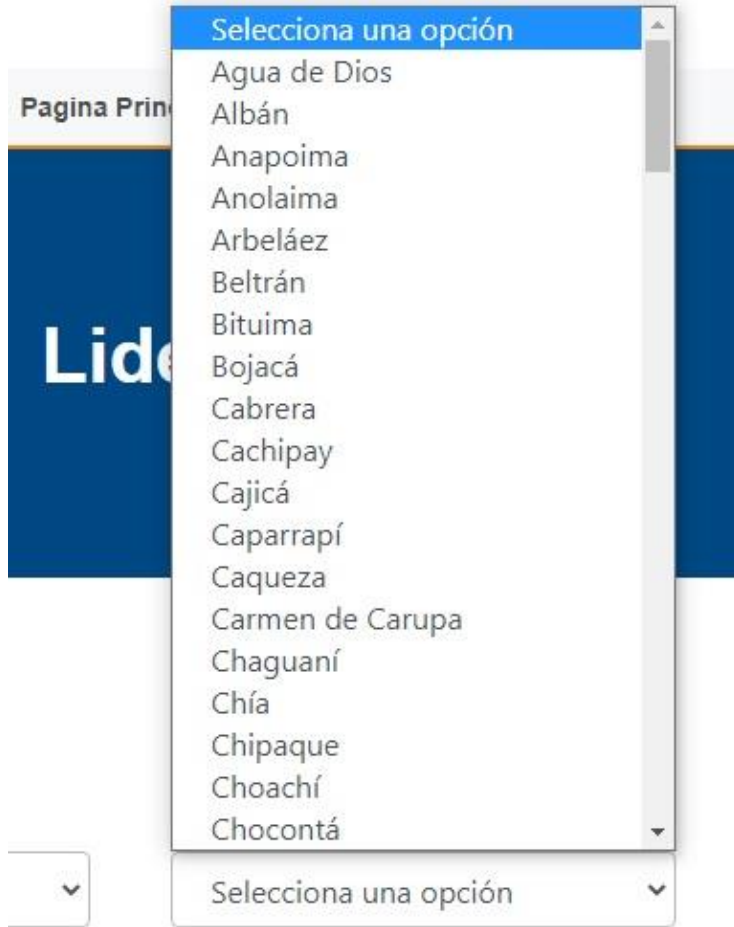 Selecciona una opción
Agua de Dios
Pagina Prin
Albán
Anapoima
Anolaima
Arbeláez
Beltrán
Bituima
Lide
Bojacá
Cabrera
Cachipay
Cajicá
Caparrapí
Caqueza
Carmen de Carupa
Chaguaní
Chía
Chipaque
Choachí
Chocontá
Selecciona una opción